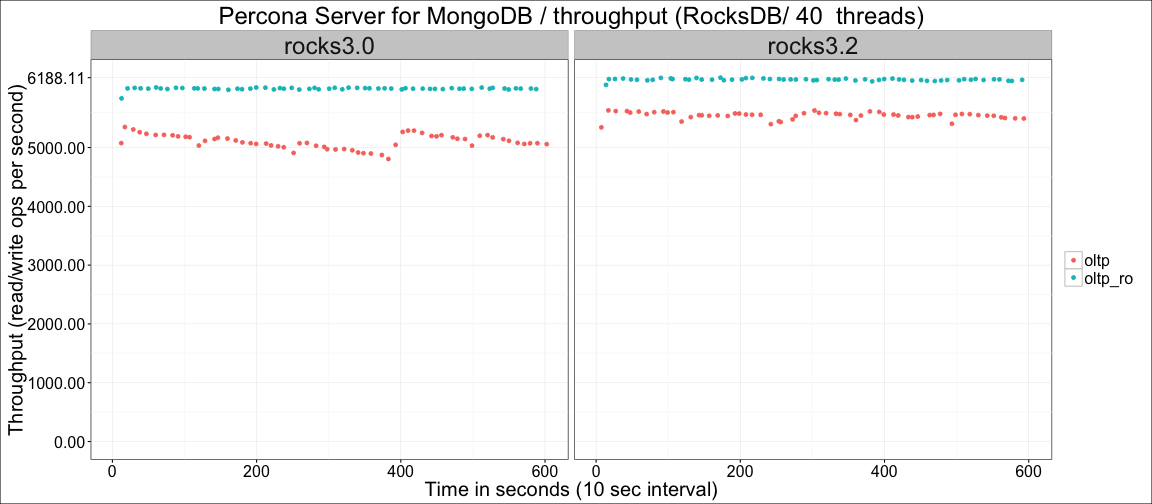 Percona Server for MongoDB / throughput (RocksDB/ 40  threads)
rocks3.0
rocks3.2
Throughput (read/write ops per second)
6188.11
5000.00
4000.00
3000.00
2000.00
1000.00
0.00
0 200 400 600
0 200 400 600
Time in seconds (10 sec interval)
oltp
oltp_ro